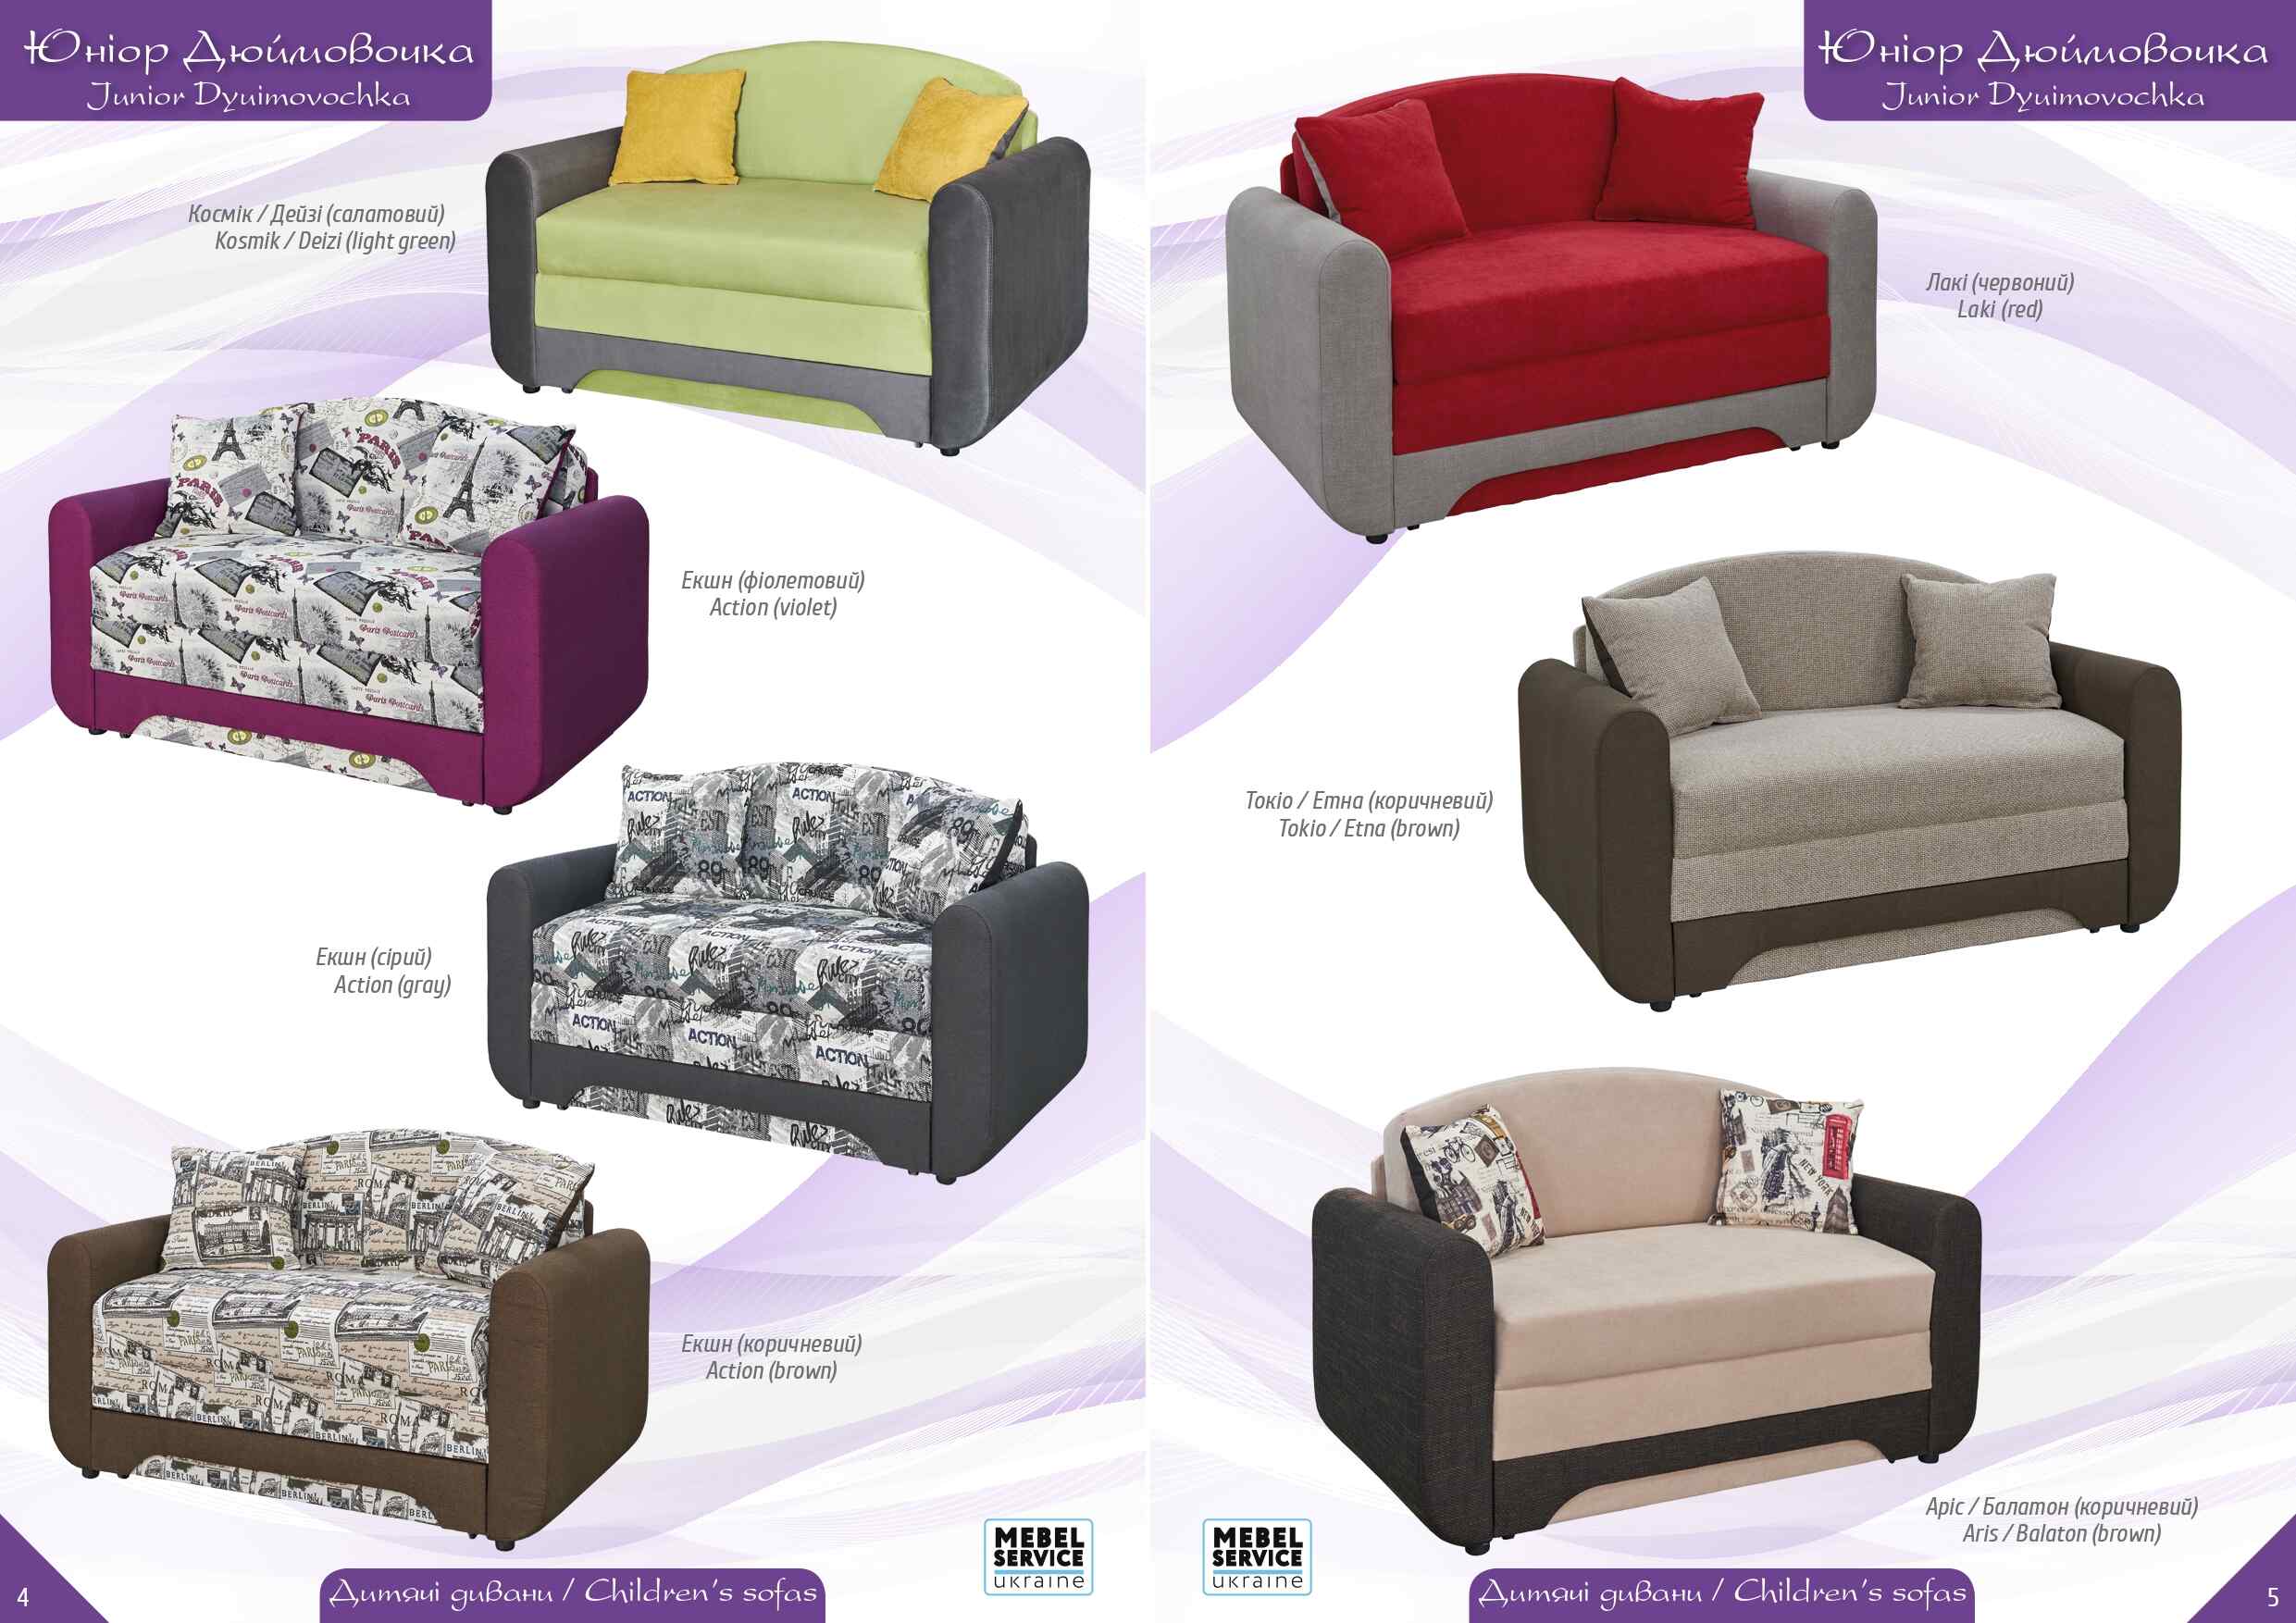 Юніор Дюймовочка
Junior Dyuimovochka
Космік / Дейзі (салатовий)
Kosmik / Deizi (light green)
Екшн (фіолетовий)
Action (violet)
Екшн (сірий)
Action (gray)
Екшн (коричневий)
Action (brown)
MEBEL
SERVICE
ukraine
4
Дитячі дивани / Children's sofas
Юніор Дюймовочка
Junior Dyuimovochka
Лакі (червоний)
Laki (red)
Токіо / Етна (коричневий)
Tokio / Etna (brown)
Аріс / Балатон (коричневий)
Aris / Balaton (brown)
MEBEL
SERVICE
ukraine
Дитячі дивани / Children's sofas
5